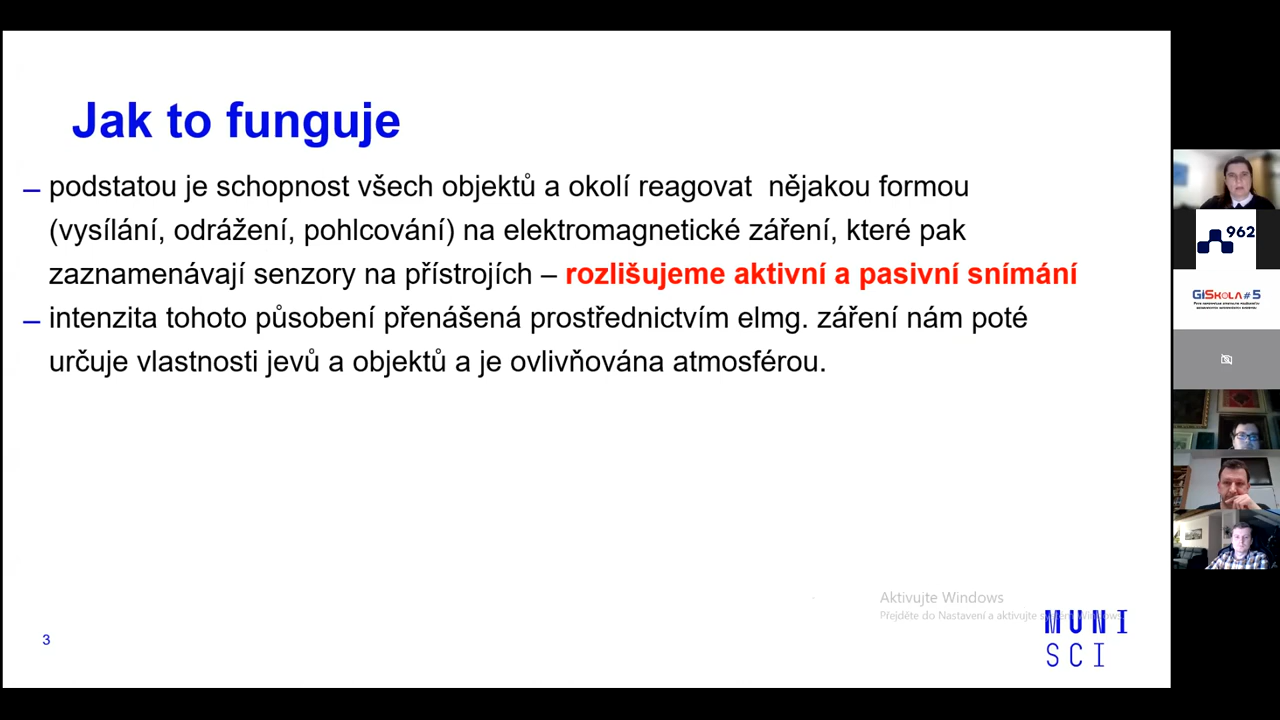 Jak to funguje
– podstatou je schopnost všech objektů a okolí reagovat nějakou formou
(vysílání, odrážení, pohlcování) na elektromagnetické záření, které pak
zaznamenávají senzory na přístrojích – rozlišujeme aktivní a pasivní snímání
– intenzita tohoto působení přenášená prostřednictvím elmg. záření nám poté
určuje vlastnosti jevů a objektů a je ovlivňována atmosférou.
962
GISKOLA#5
Aktivujte Windows
Přejděte do Nastavení a aktivujte systém Windows.
MUNI
SCI
3